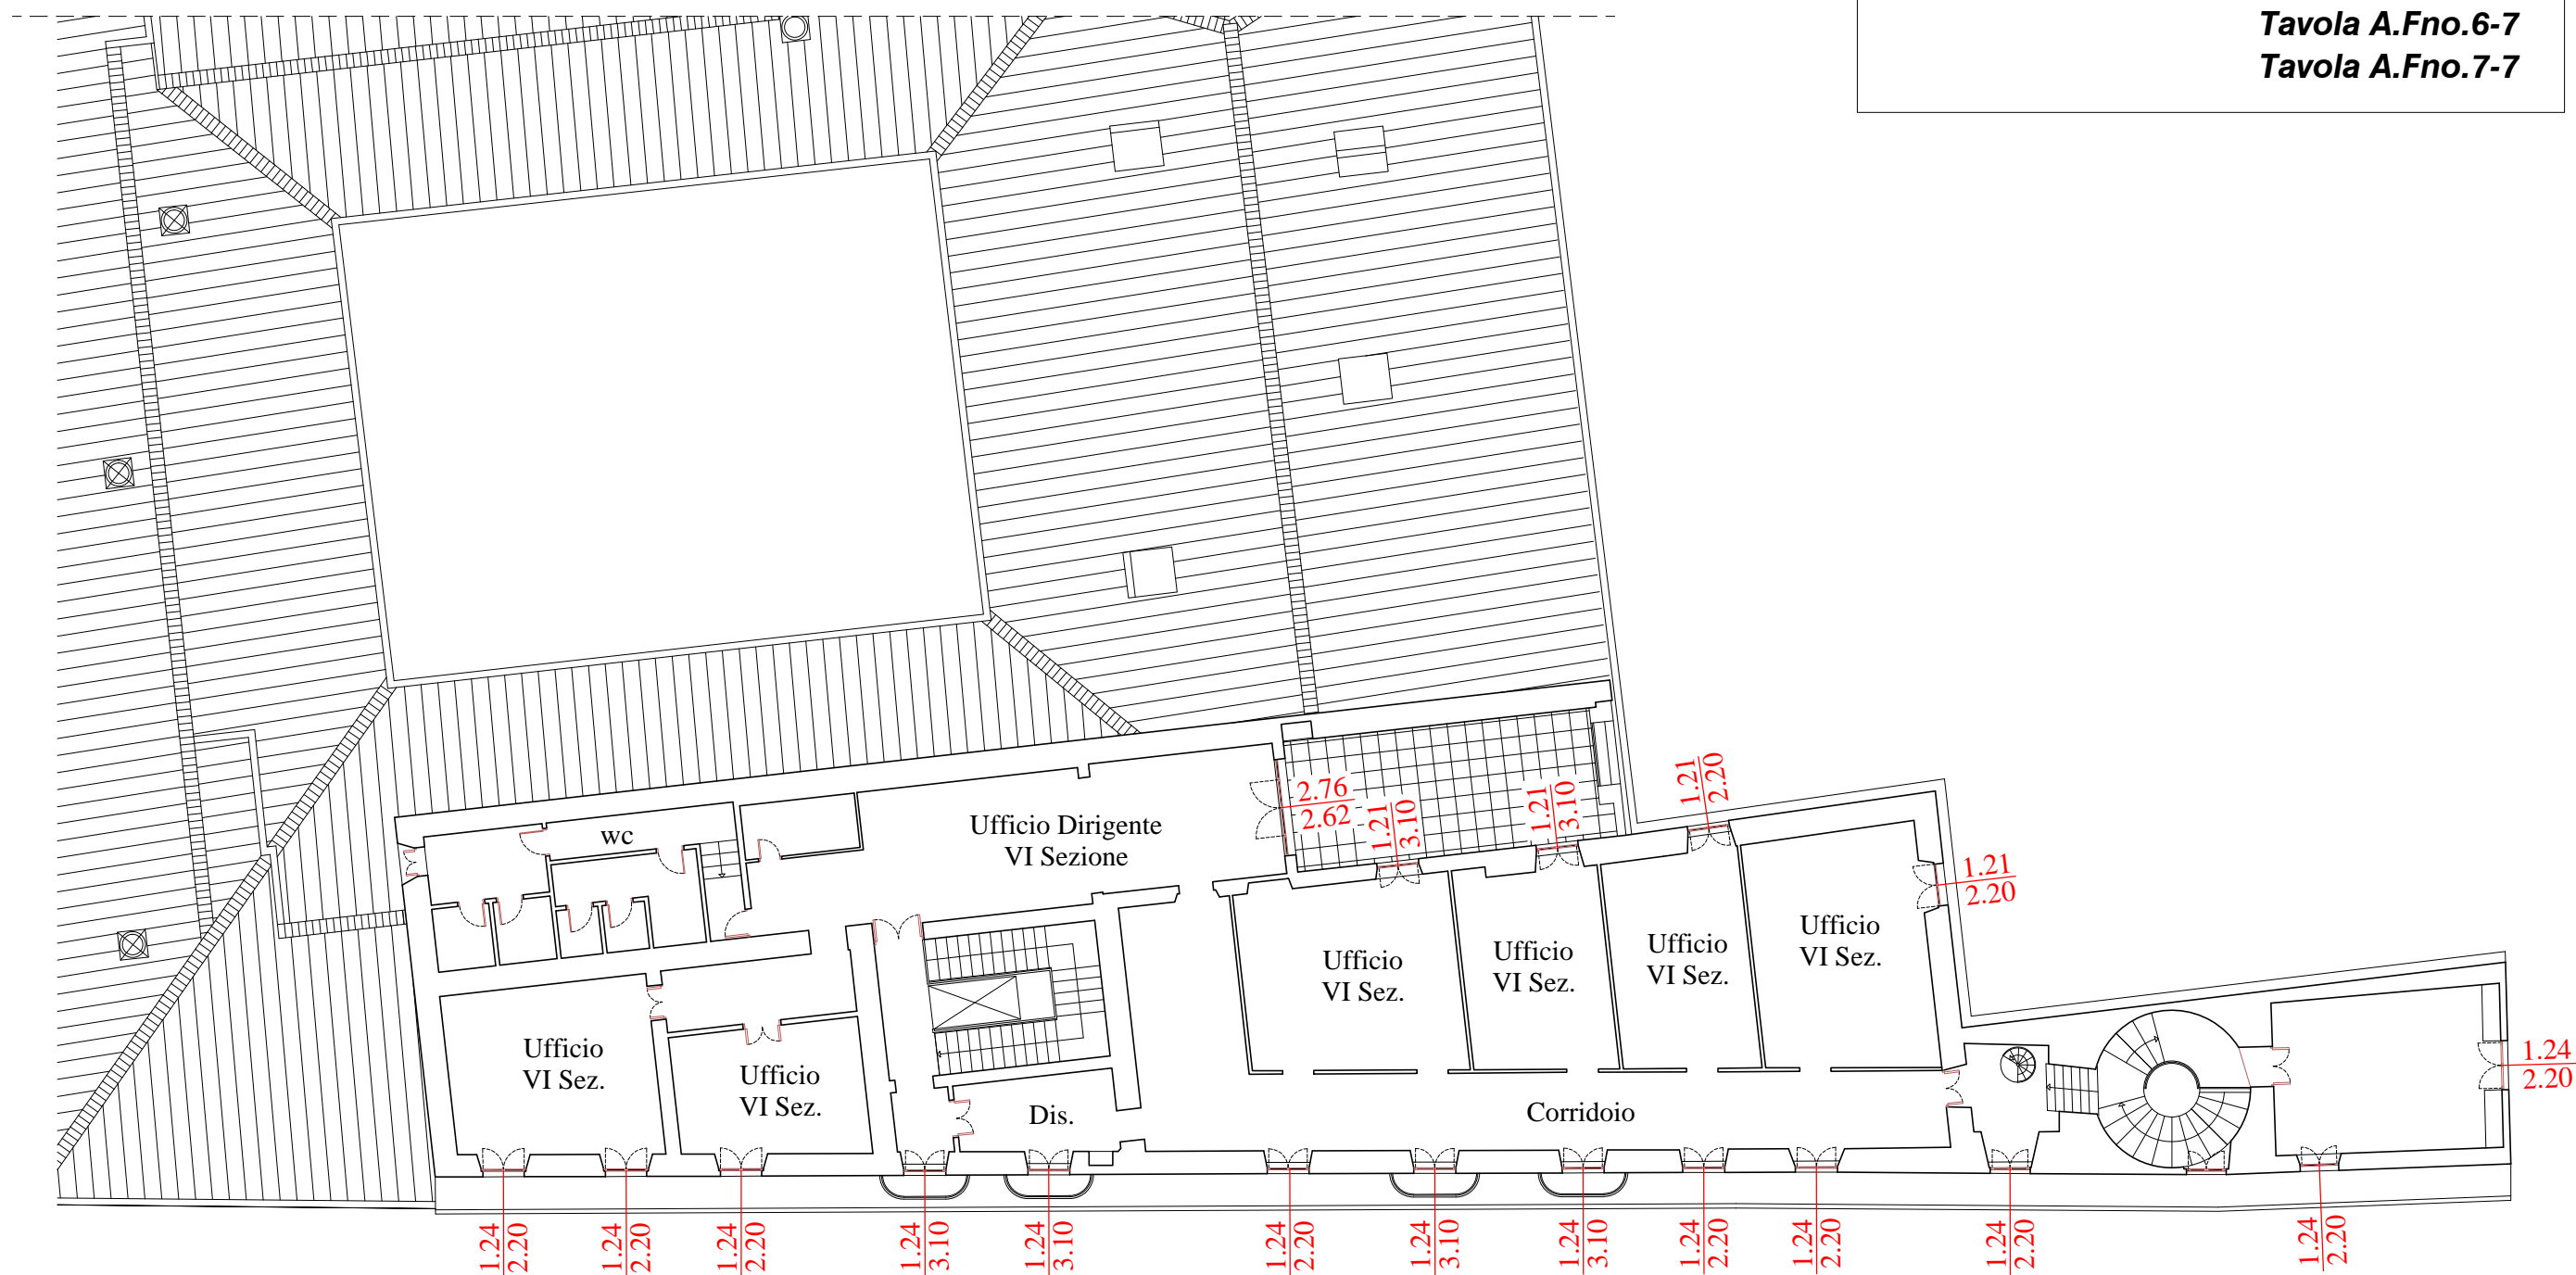 Tavola A.Fno.6-7
Tavola A.Fno.7-7
1.21
2.20
2.76
2.62
1.21
3.10
1.21
3.10
wc
Ufficio Dirigente
VI Sezione
1.21
2.20
Ufficio
VI Sez.
Ufficio
VI Sez.
Ufficio
VI Sez.
Ufficio
VI Sez.
Ufficio
VI Sez.
Ufficio
VI Sez.
1.24
2.20
Dis.
Corridoio
1.24
2.20
1.24
2.20
1.24
2.20
1.24
3.10
1.24
3.10
1.24
2.20
1.24
3.10
1.24
3.10
1.24
2.20
1.24
2.20
1.24
2.20
1.24
2.20